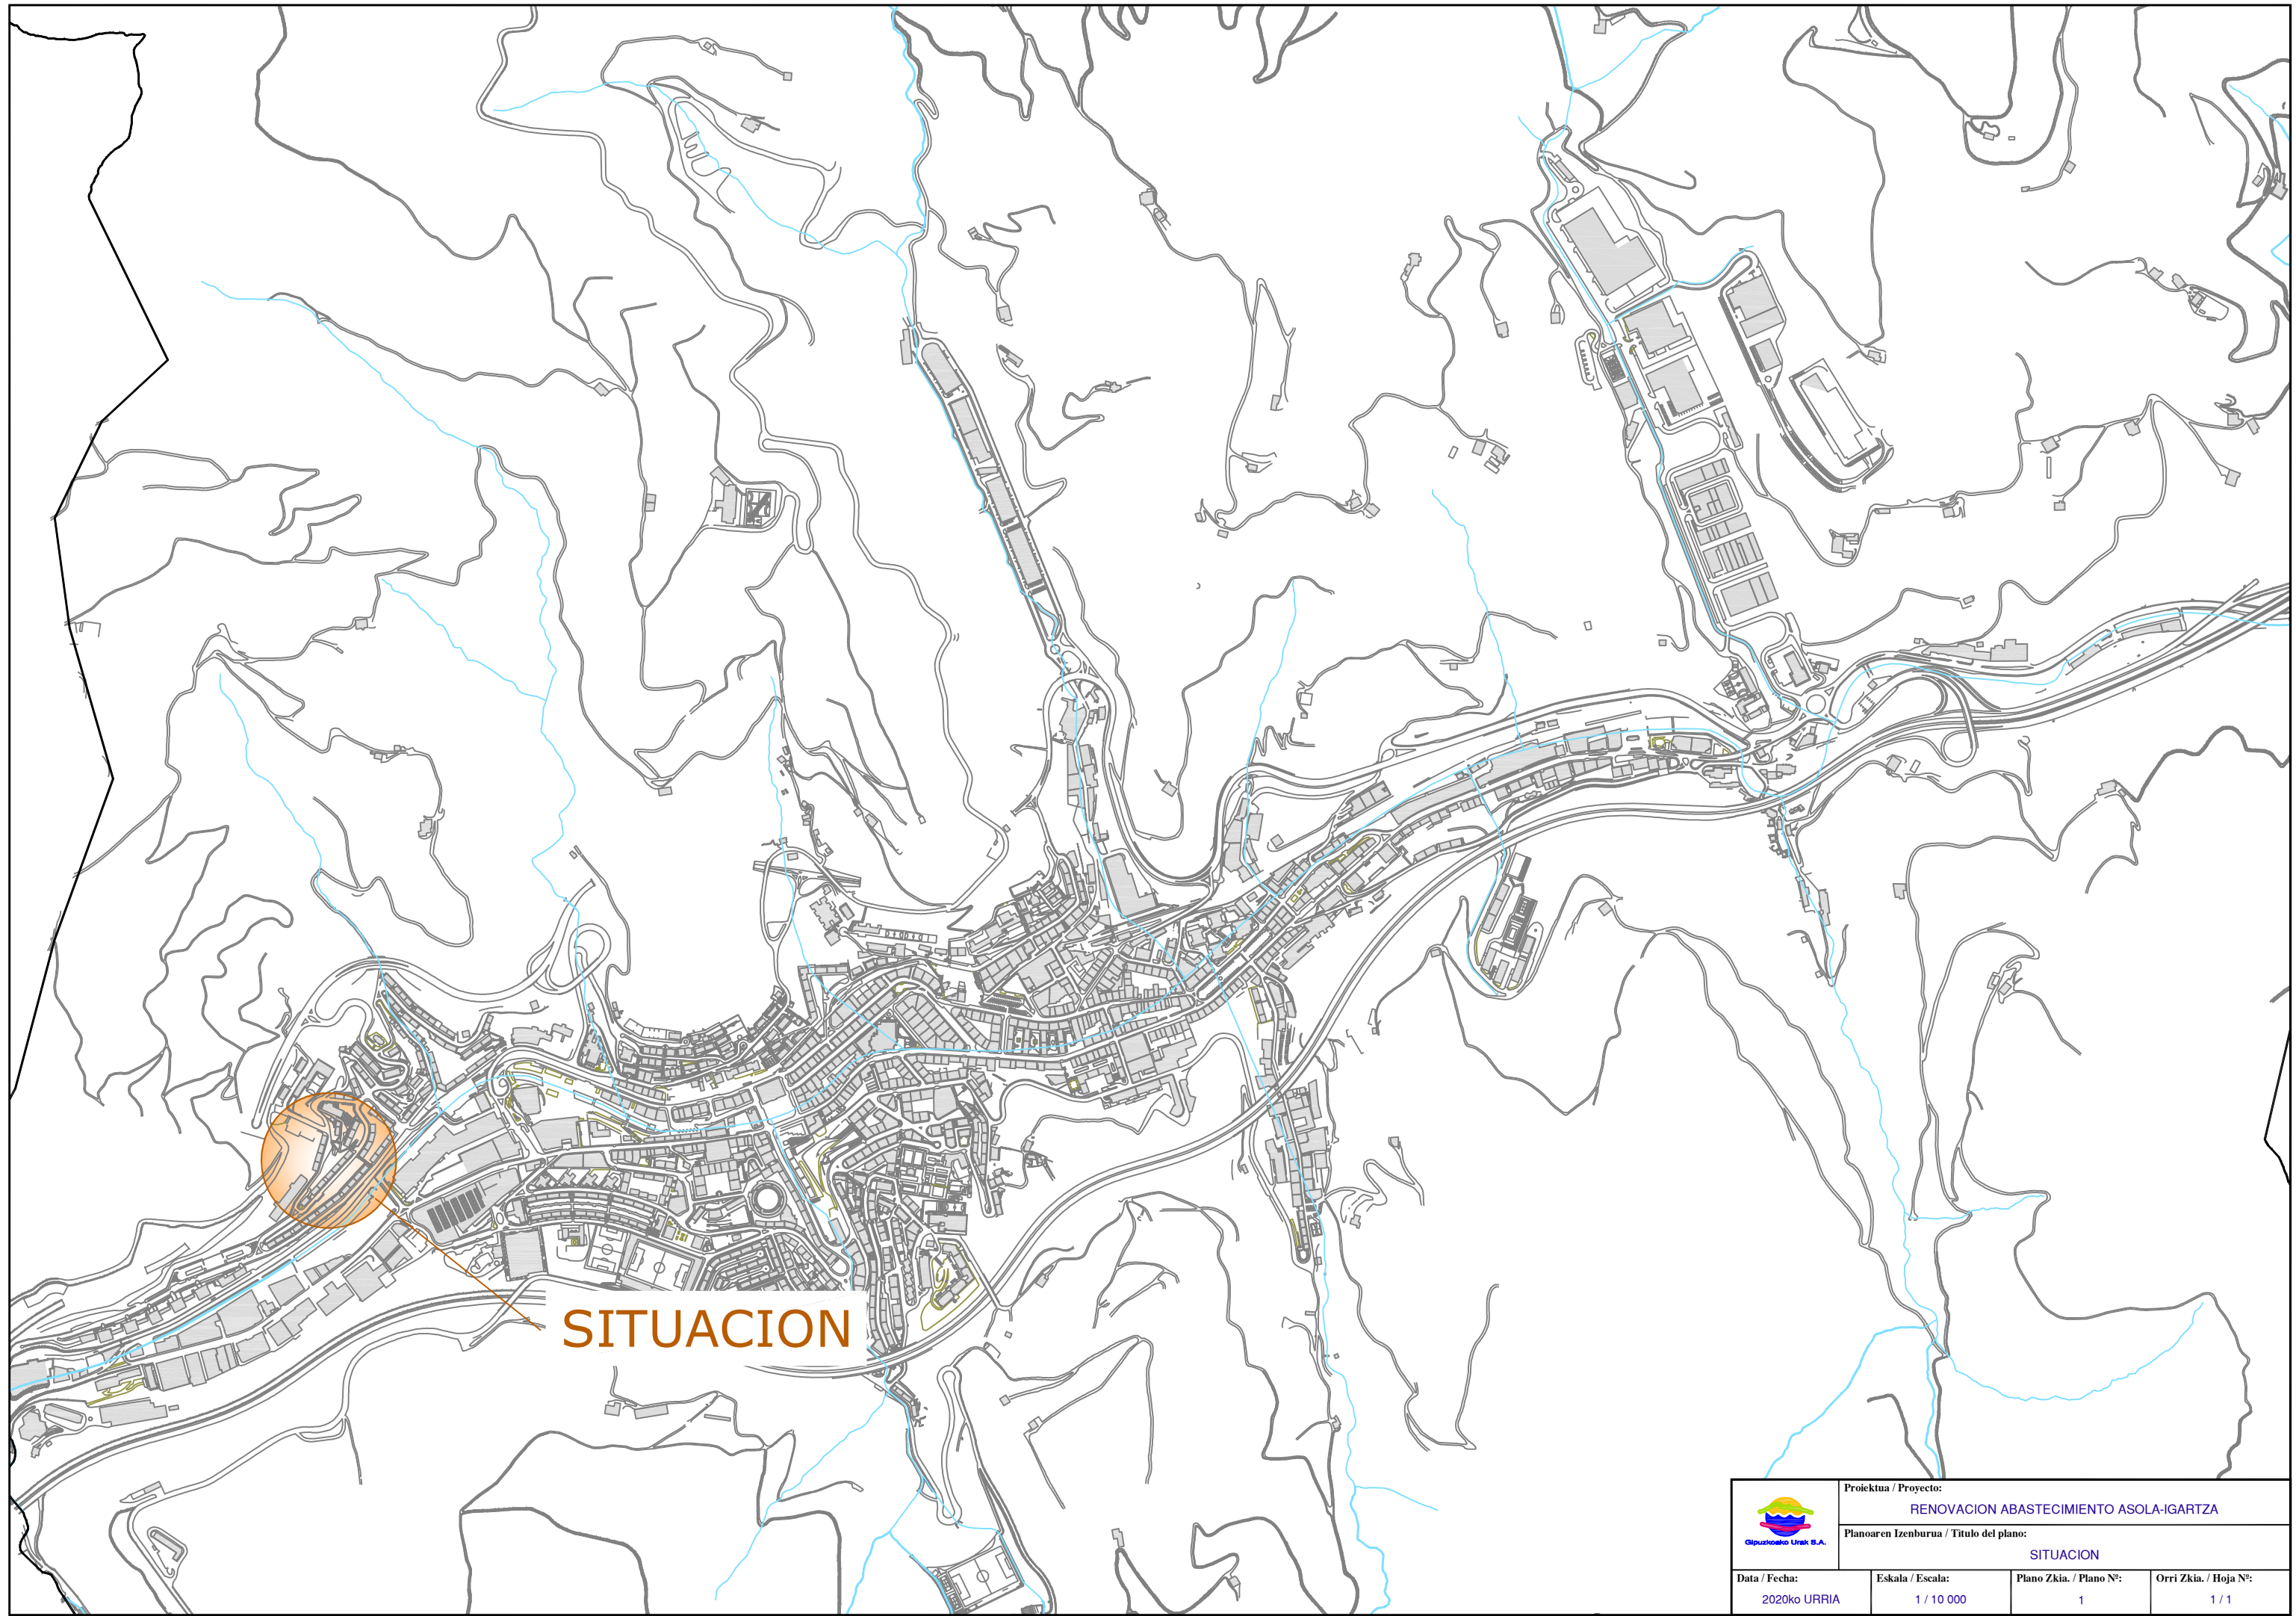 SITUACION
Proiektua / Proyecto:
RENOVACION ABASTECIMIENTO ASOLA-IGARTZA
Planoaren Izenburua / Titulo del plano:
SITUACION
Gipuzkoako Urak S.A.
Data / Fecha:
2020ko URRIA
Eskala / Escala:
1 / 10 000
Plano Zkia. / Plano Nº:
1
Orri Zkia. / Hoja Nº:
1 / 1